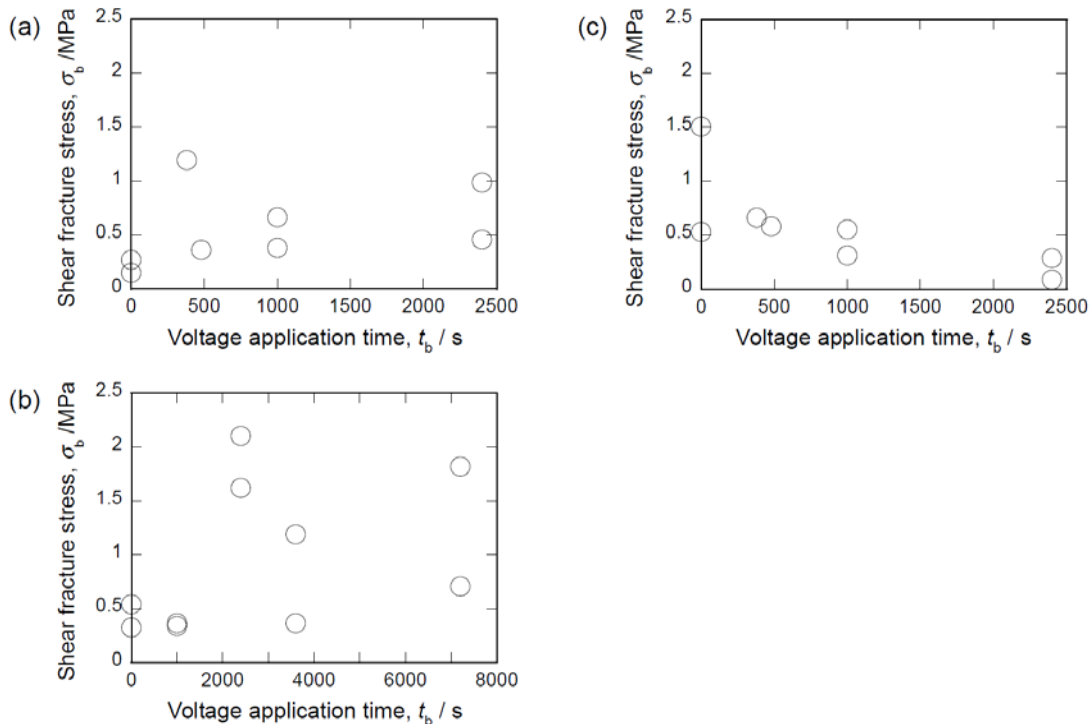 (a)
Shear fracture stress, σb /MPa
2.5
2
1.5
1
0.5
0
0 500 1000 1500 2000 2500
Voltage application time, tb / s
(c)
Shear fracture stress, σb /MPa
2.5
2
1.5
1
0.5
0
0 500 1000 1500 2000 2500
Voltage application time, tb / s
(b)
Shear fracture stress, σb /MPa
2.5
2
1.5
1
0.5
0
0 2000 4000 6000 8000
Voltage application time, tb / s